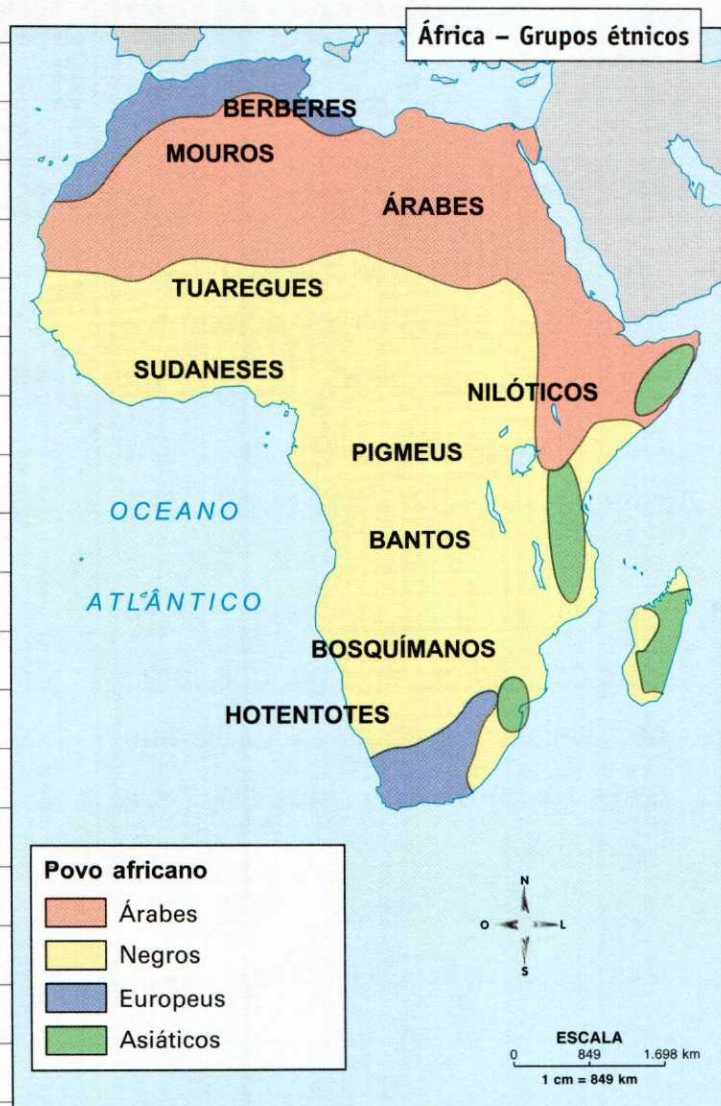 África – Grupos étnicos
BERBERES
MOUROS
ÁRABES
TUAREGUES
SUDANESES
NILÓTICOS
PIGMEUS
OCEANO
BANTOS
ATLÂNTICO
BOSQUÍMANOS
HOTENTOTES
Povo africano
Árabes
Negros
Europeus
Asiáticos
N
O L
S
ESCALA
0 849 1.698 km
1 cm = 849 km